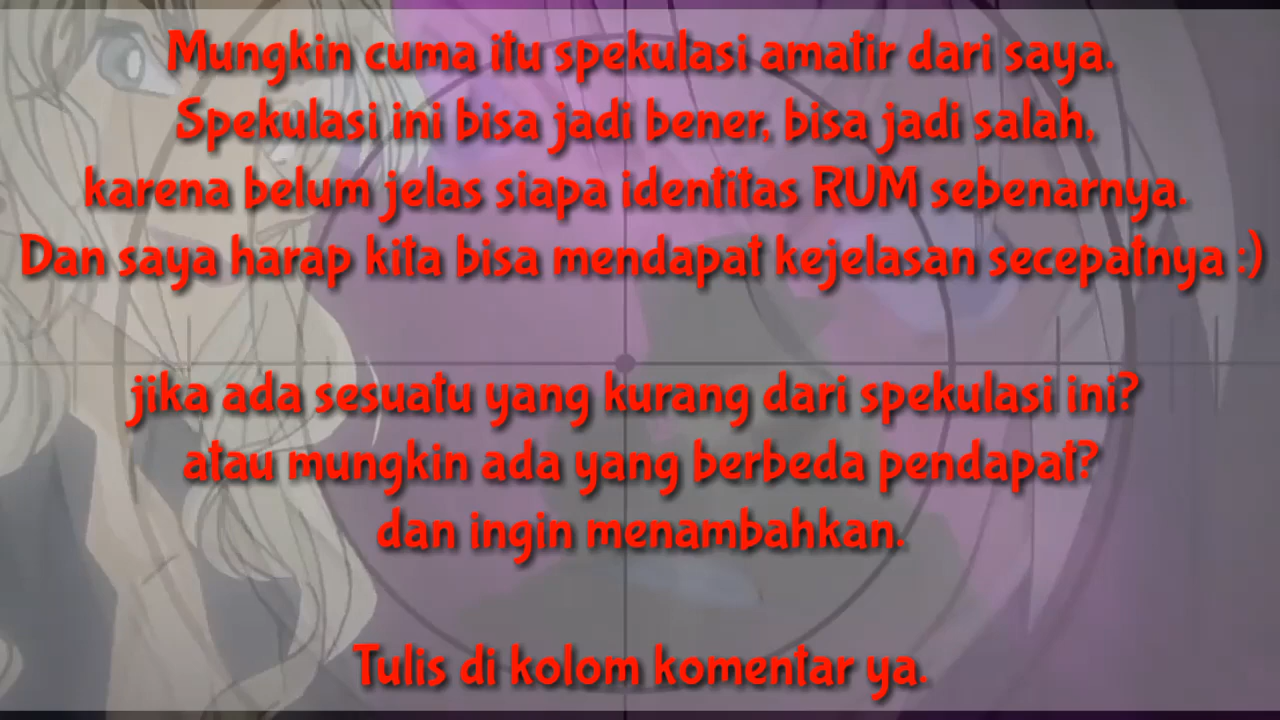 Mungkin cuma itu spekulasi amatir dari saya.
Spekulasi ini bisa jadi bener, bisa jadi salah,
karena belum jelas siapa identitas RUM sebenarnya.
Dan saya harap kita bisa mendapat kejelasan secepatnya :)
jika ada sesuatu yang kurang dari spekulasi ini?
atau mungkin ada yang berbeda pendapat?
dan ingin menambahkan.
Tulis di kolom komentar ya.